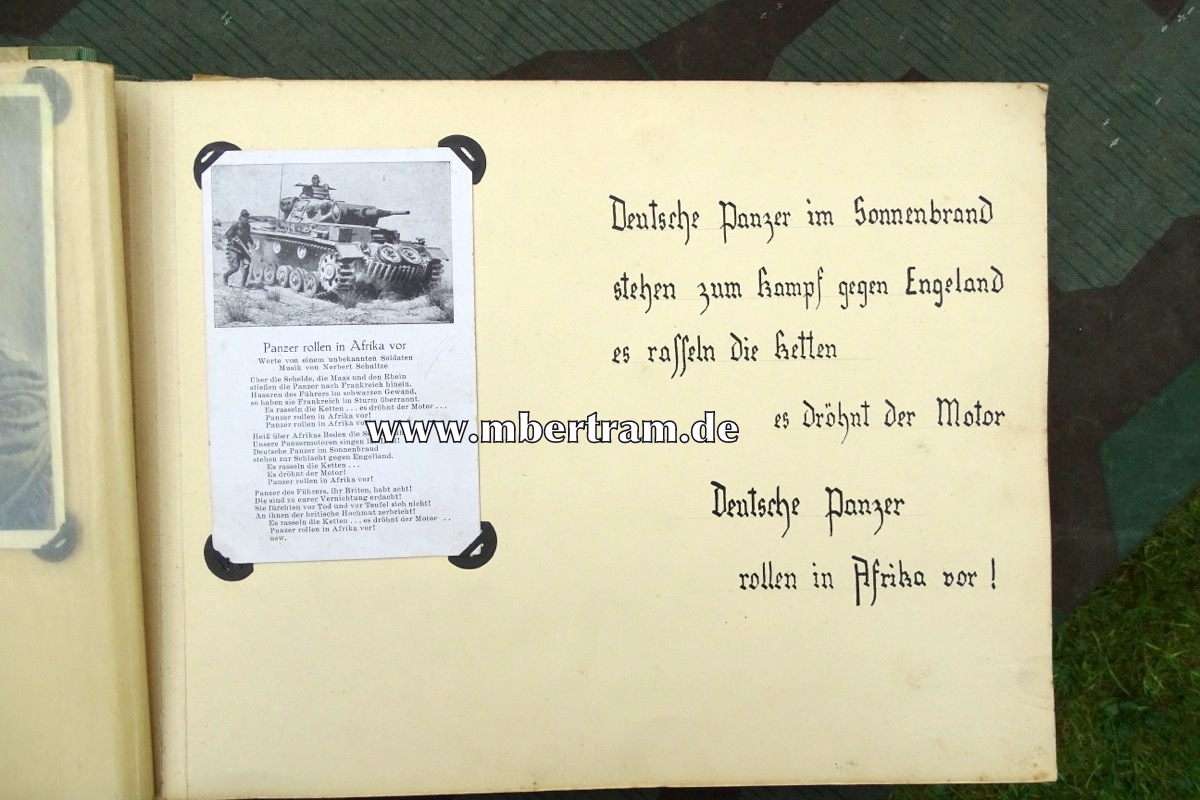 Panzer rollen in Afrika vor
Worte von einem unbekannten Soldaten
Musik von Norbert Schultze
Über die Schelde, die Maas und den Rhein
stießen die Panzer nach Frankreich hinein.
Husaren des Führers im schwarzen Gewand,
so haben sie Frankreich im Sturm überrannt.
Es rasseln die Ketten . . . es dröhnt der Motor . . .
Panzer rollen in Afrika vor!
Panzer rollen in Afrika vo
Heiß über Afrikas Boden die
Unsere Panzermotoren singen
Deutsche Panzer im Sonnenbrand
stehen zur Schlacht gegen Engelland.
Es rasseln die Ketten . . .
Es dröhnt der Motor!
Panzer rollen in Afrika vor!
Panzer des Führers, ihr Briten, habt acht!
Die sind zu eurer Vernichtung erdacht!
Sie fürchten vor Tod und vor Teufel sich nicht!
An ihnen der britische Hochmut zerbricht!
Es rasseln die Ketten . . . es dröhnt der Motor . .
Panzer rollen in Afrika vor!
usw.
Deutsche Panzer im Sonnenbrand
stehen zum Kampf gegen Engeland
es rasseln die Ketten
es dröhnt der Motor
Deutsche Panzer
rollen in Afrika vor !
www.mbertram.de